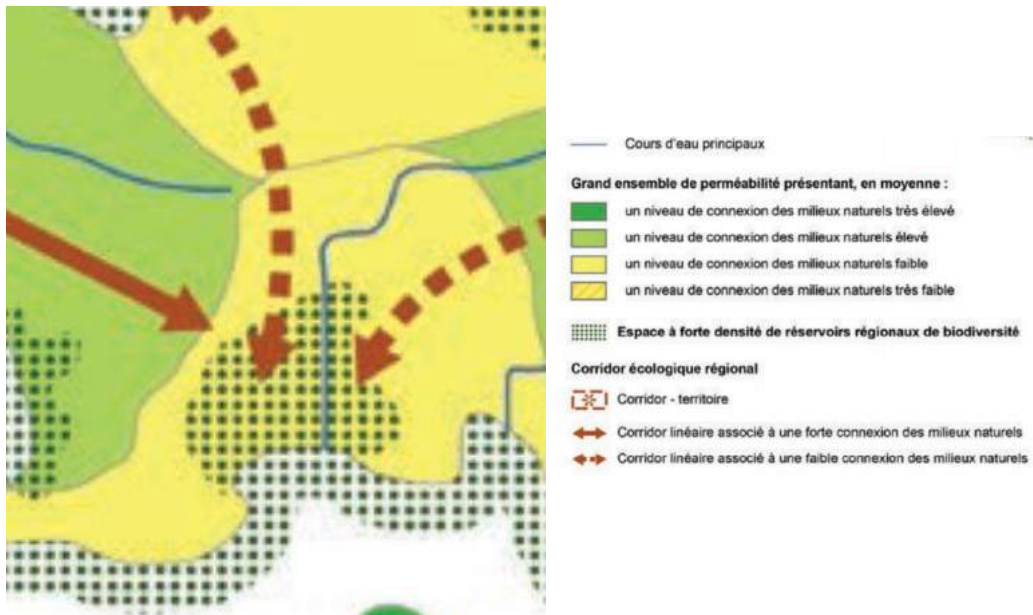 Cours d'eau principaux
Grand ensemble de perméabilité présentant, en moyenne :
un niveau de connexion des milieux naturels très élevé
un niveau de connexion des milieux naturels élevé
un niveau de connexion des milieux naturels faible
un niveau de connexion des milieux naturels très faible
Espace à forte densité de réservoirs régionaux de biodiversité
Corridor écologique régional
Corridor - territoire
Corridor linéaire associé à une forte connexion des milieux naturels
Corridor linéaire associé à une faible connexion des milieux naturels